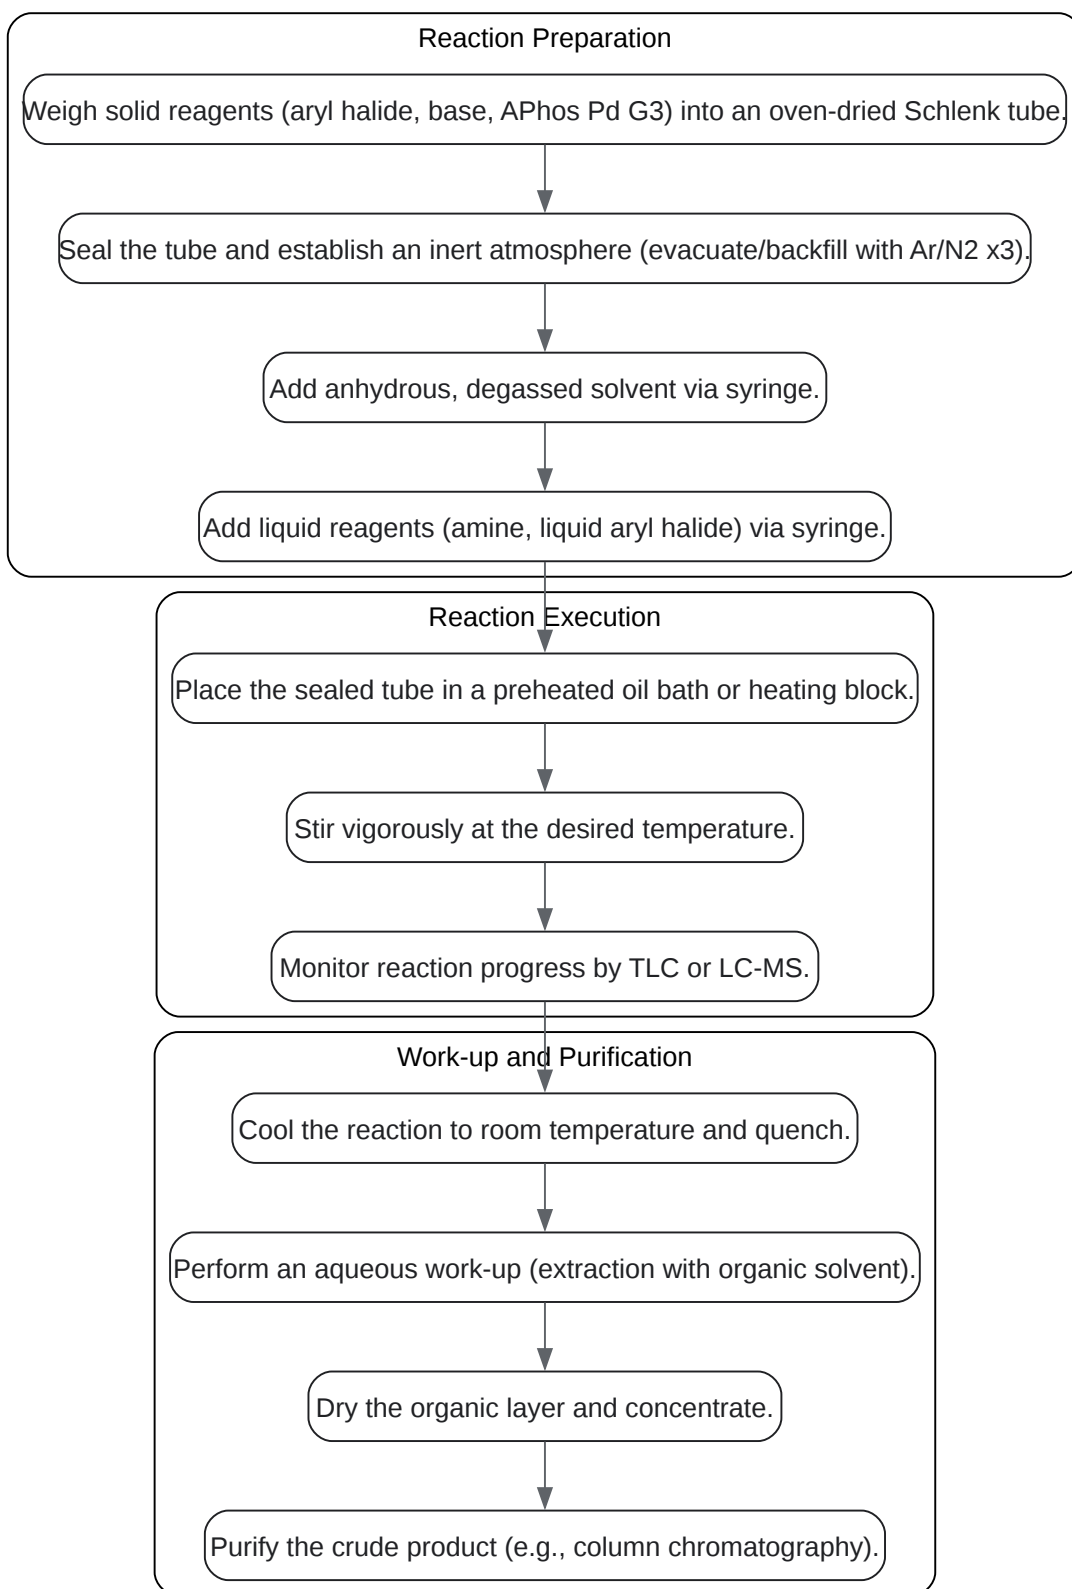 Reaction Preparation
Weigh solid reagents (aryl halide, base, APhos Pd G3) into an oven-dried Schlenk tube.
Seal the tube and establish an inert atmosphere (evacuate/backfill with Ar/N2 x3).
Add anhydrous, degassed solvent via syringe.
Add liquid reagents (amine, liquid aryl halide) via syringe.
Reaction Execution
Place the sealed tube in a preheated oil bath or heating block.
Stir vigorously at the desired temperature.
Monitor reaction progress by TLC or LC-MS.
Work-up and Purification
Cool the reaction to room temperature and quench.
Perform an aqueous work-up (extraction with organic solvent).
Dry the organic layer and concentrate.
Purify the crude product (e.g., column chromatography).